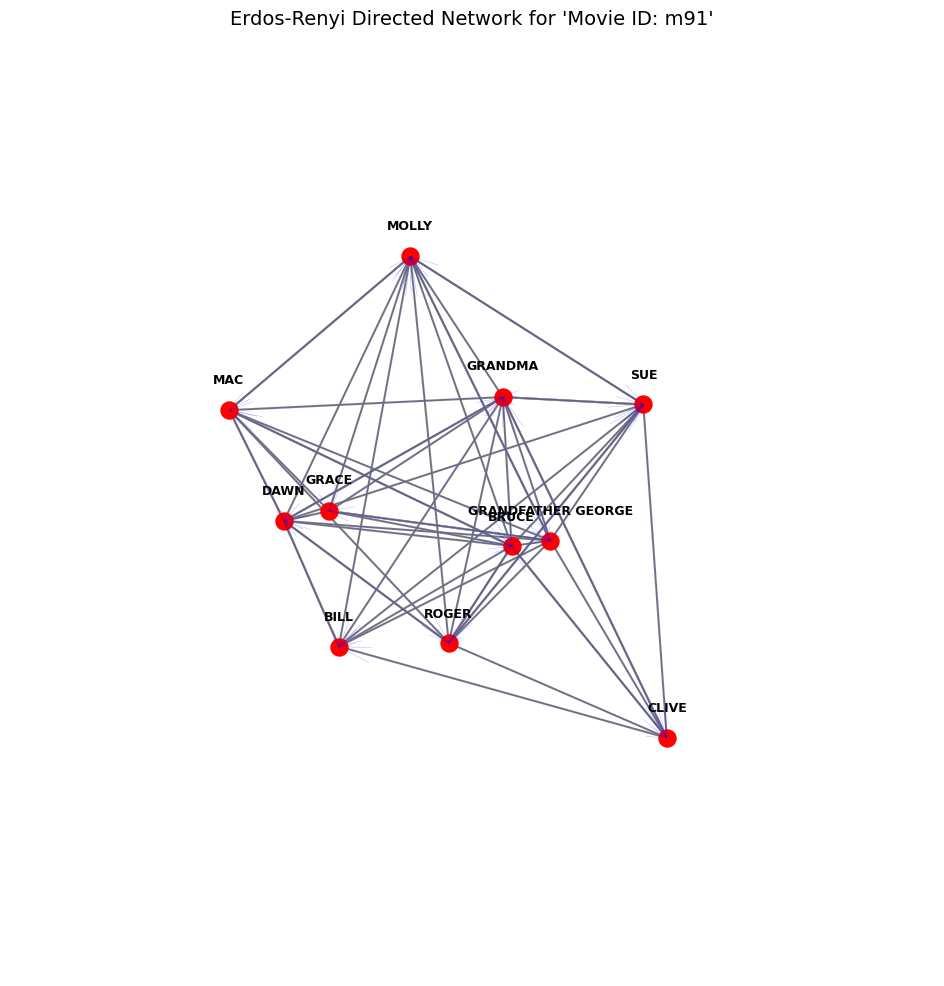 Erdos-Renyi Directed Network for 'Movie ID: m91'
MOLLY
GRANDMA
SUE
MAC
GRACE
DAWN
GRANDFATHER GEORGE
BRUCE
ROGER
BILL
CLIVE